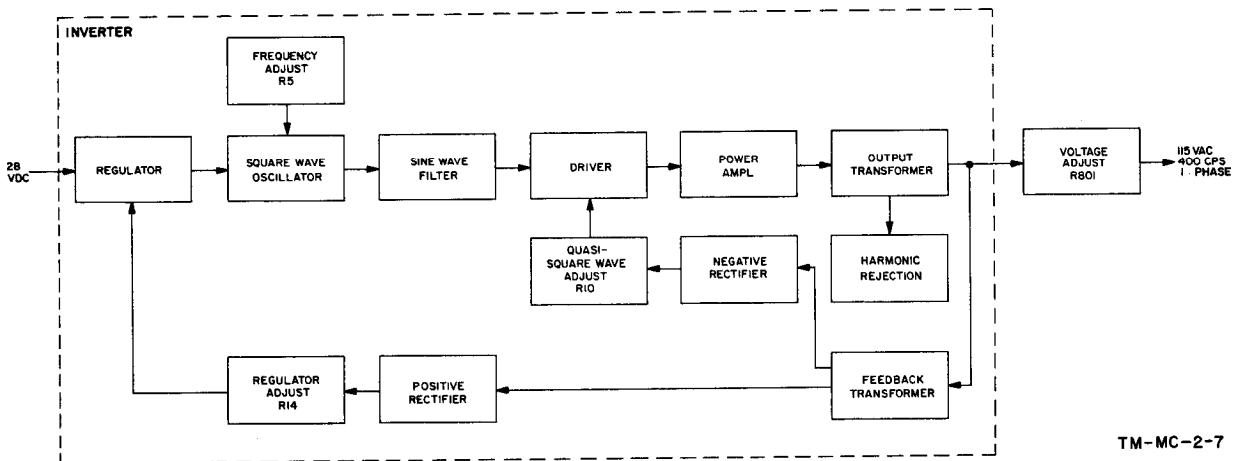 INVERTER
FREQUENCY
ADJUST
R5
28
VDC
REGULATOR
SQUARE WAVE
OSCILLATOR
SINE WAVE
FILTER
DRIVER
POWER
AMPL
OUTPUT
TRANSFORMER
VOLTAGE
ADJUST
R801
115 VAC
400 CPS
1 PHASE
QUASI-
SQUARE WAVE
ADJUST
R10
NEGATIVE
RECTIFIER
HARMONIC
REJECTION
REGULATOR
ADJUST
R14
POSITIVE
RECTIFIER
FEEDBACK
TRANSFORMER
TM-MC-2-7